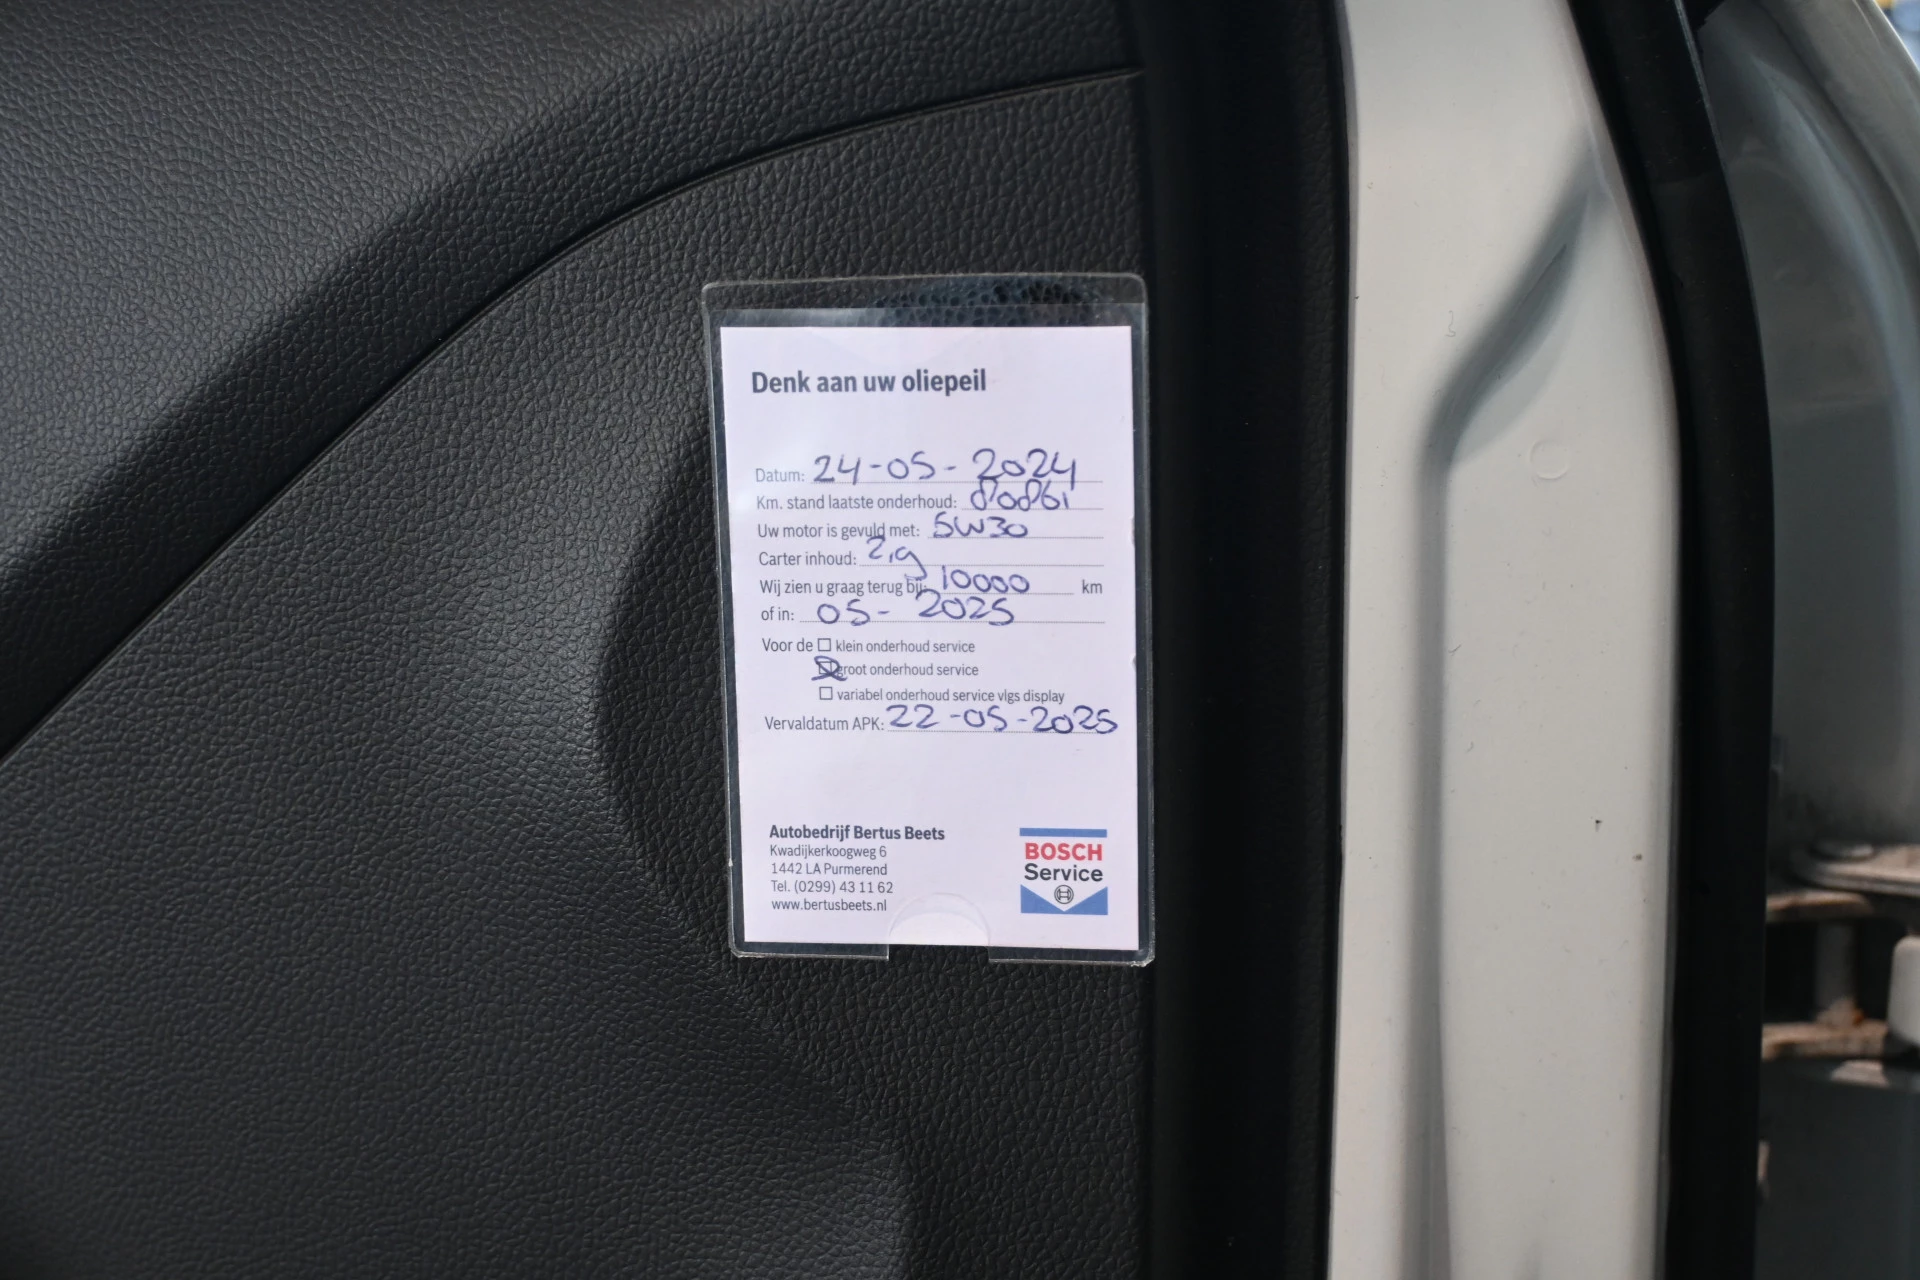 Denk aan uw oliepeil
Datum: 24-05-2024
Km. stand laatste onderhoud: 80861
Uw motor is gevuld met: 5W30
Carter inhoud: 2,9
Wij zien u graag terug bij: 10000 km
of in: 05-2025
Voor de ☐ klein onderhoud service
☒ groot onderhoud service
☐ variabel onderhoud service vlgs display
Vervaldatum APK: 22-05-2025
Autobedrijf Bertus Beets
Kwadijkerkoogweg 6
1442 LA Purmerend
Tel. (0299) 43 11 62
www.bertusbeets.nl
BOSCH
Service